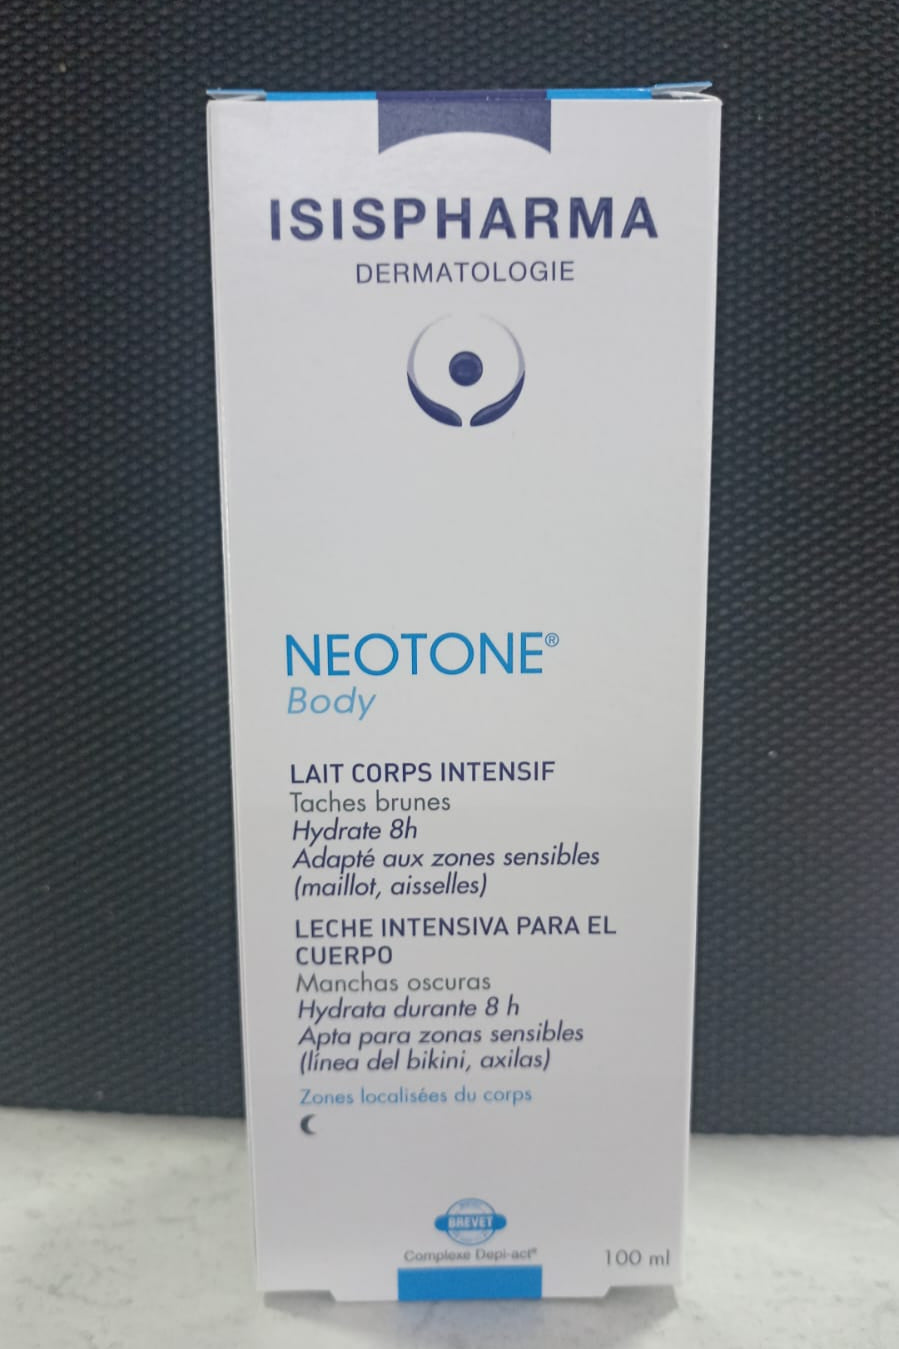 ISISPHARMA
DERMATOLOGIE
NEOTONE®
Body
LAIT CORPS INTENSIF
Taches brunes
Hydrate 8h
Adapté aux zones sensibles
(maillot, aisselles)
LECHE INTENSIVA PARA EL
CUERPO
Manchas oscuras
Hydrata durante 8 h
Apta para zonas sensibles
(línea del bikini, axilas)
Zones localisées du corps
BREVET
Complexe Depi-act®
100 ml